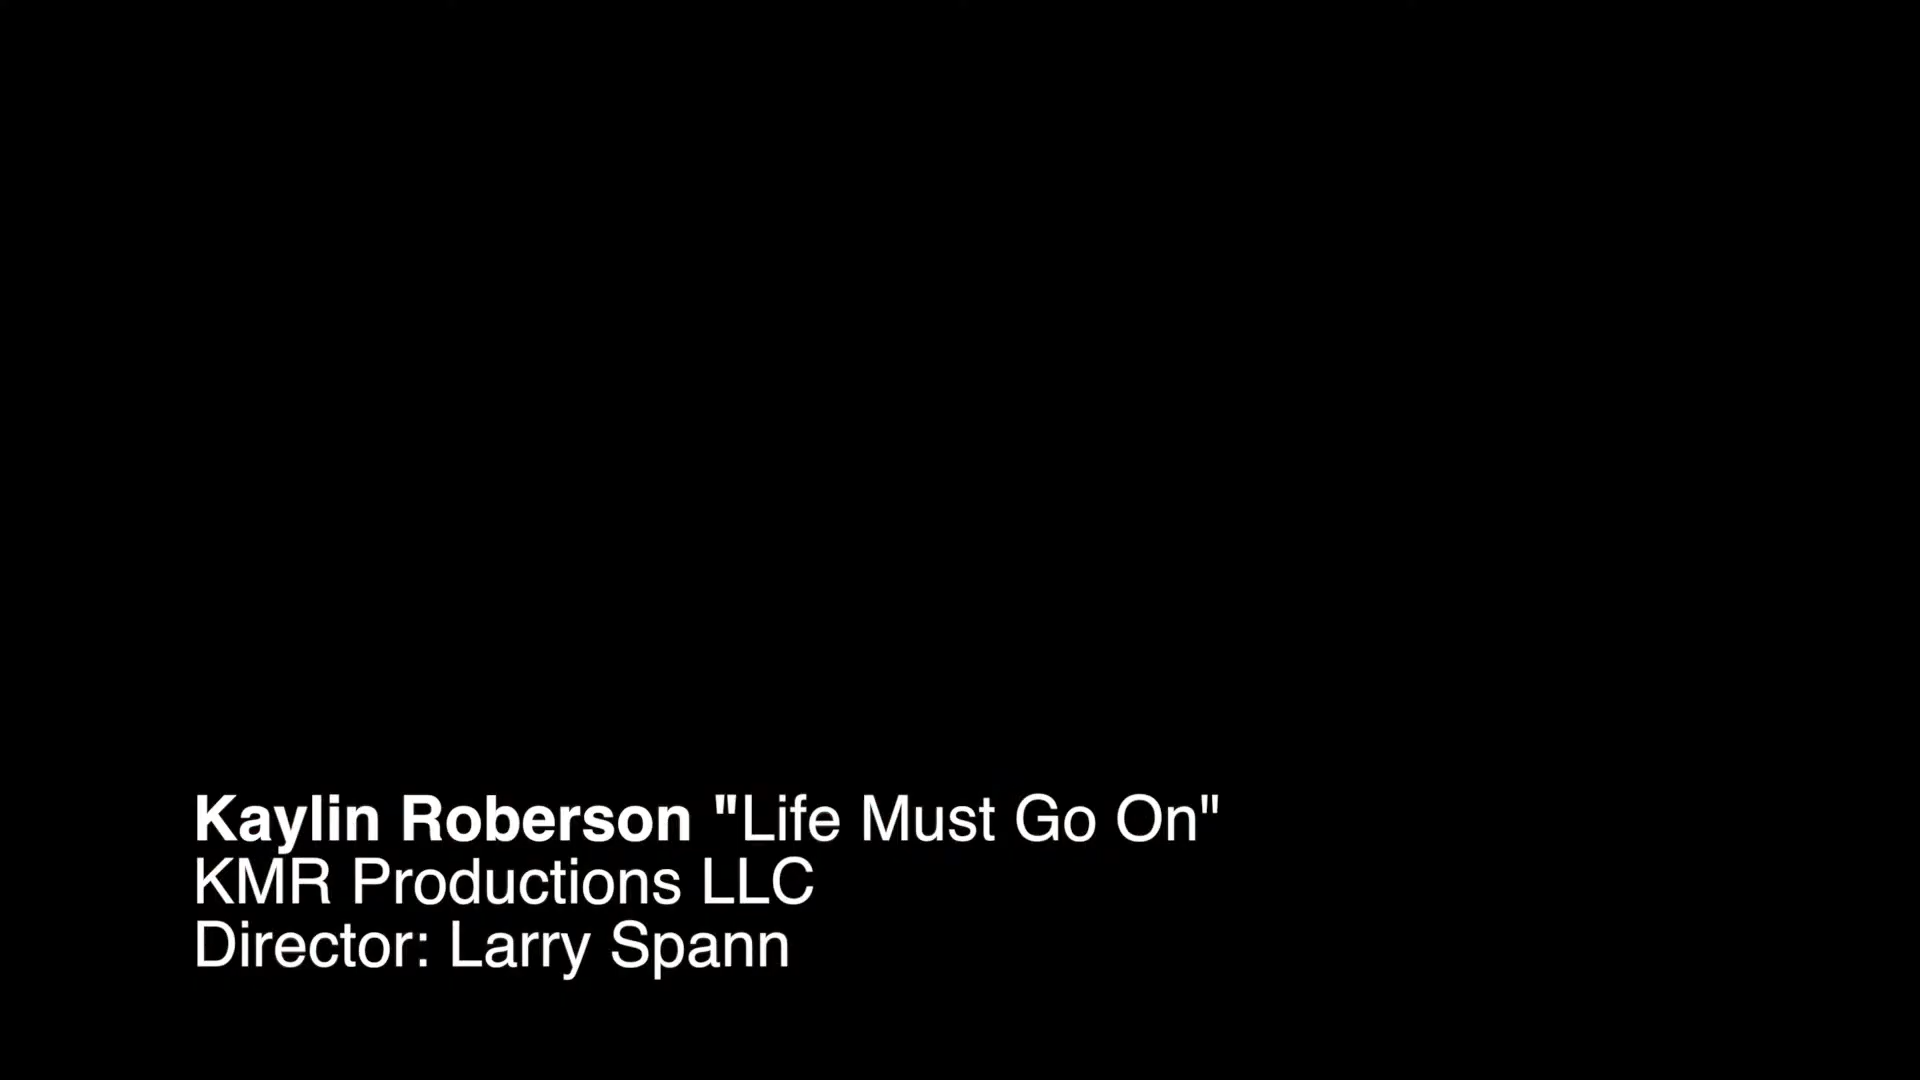 Kaylin Roberson "Life Must Go On"
KMR Productions LLC
Director: Larry Spann